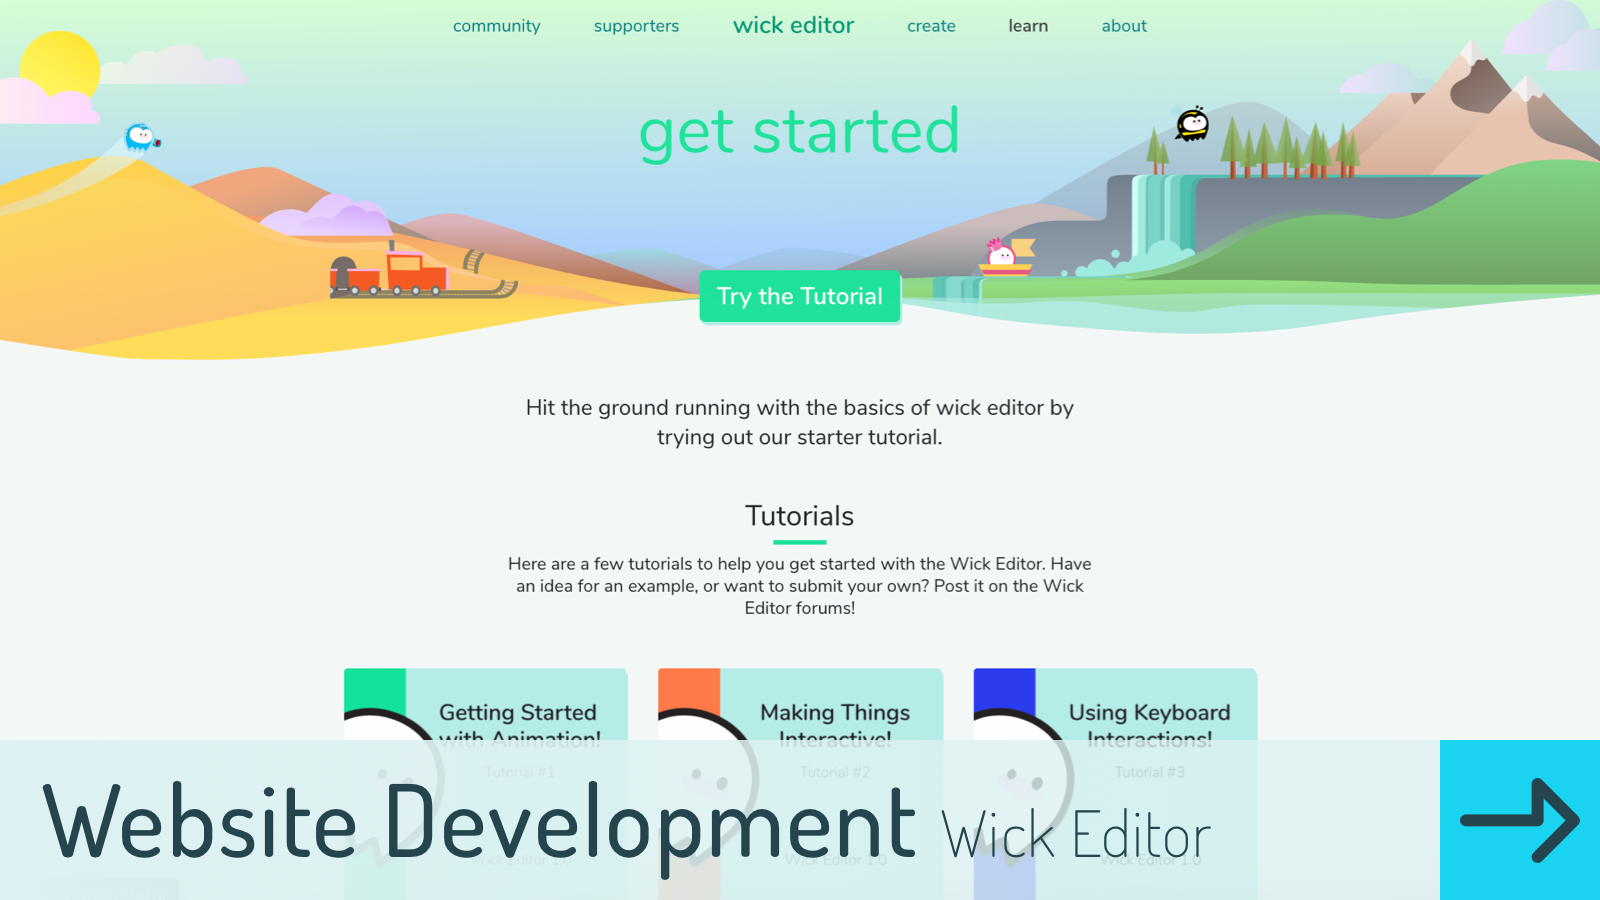 community supporters wick editor create learn about
get started
Try the Tutorial
Hit the ground running with the basics of wick editor by
trying out our starter tutorial.
Tutorials
Here are a few tutorials to help you get started with the Wick Editor. Have
an idea for an example, or want to submit your own? Post it on the Wick
Editor forums!
Getting Started
with Animation!
Tutorial #1
Wick Editor 1.0
Making Things
Interactive!
Tutorial #2
Wick Editor 1.0
Using Keyboard
Interactions!
Tutorial #3
Wick Editor 1.0
Website Development Wick Editor